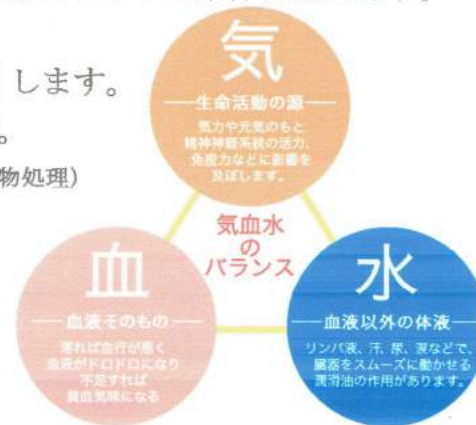 します。
。
物処理）
気
生命活動の源
気力や元気のもと
精神神経系統の活力、
免疫力などに影響を
及ぼします。
気血水
の
バランス
血
血液そのもの
滞れば血行が悪く
血液がドロドロになり
不足すれば
貧血気味になる
水
血液以外の体液
リンパ液、汗、尿、涙などで、
臓器をスムーズに動かせる
潤滑油の作用があります。